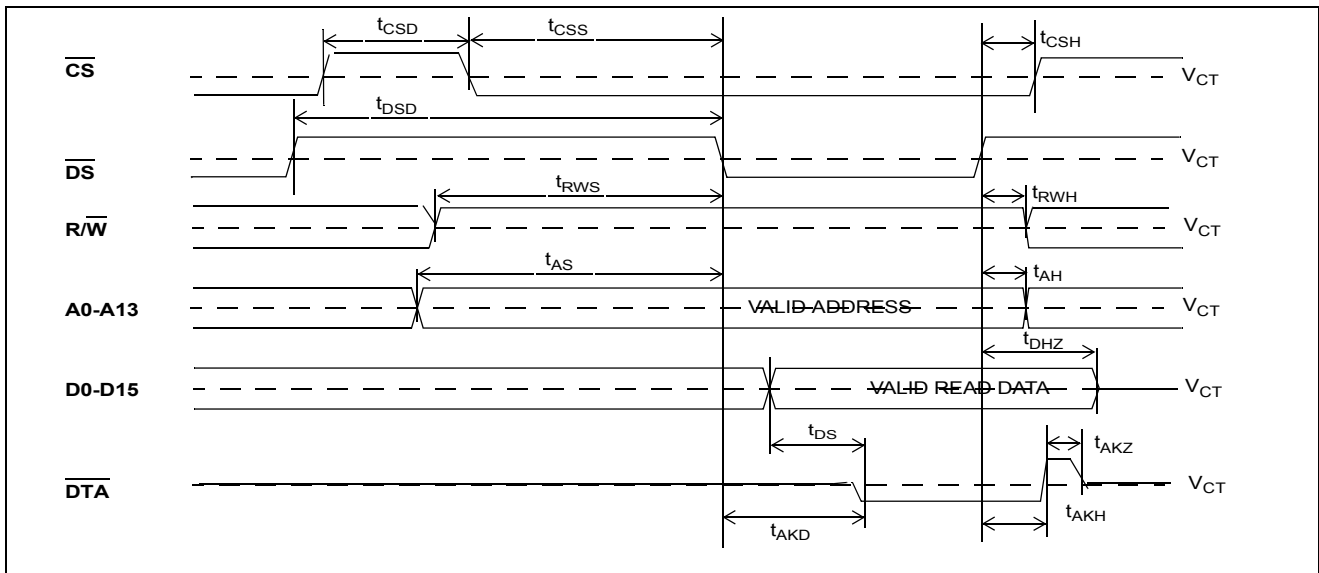 tCSD
tCSS
tCSH
CS
VCT
tDSD
DS
VCT
tRWS
tRWH
R/W
VCT
tAS
tAH
A0-A13
VALID ADDRESS
VCT
tDHZ
D0-D15
VALID READ DATA
VCT
tDS
tAKZ
DTA
VCT
tAKD
tAKH